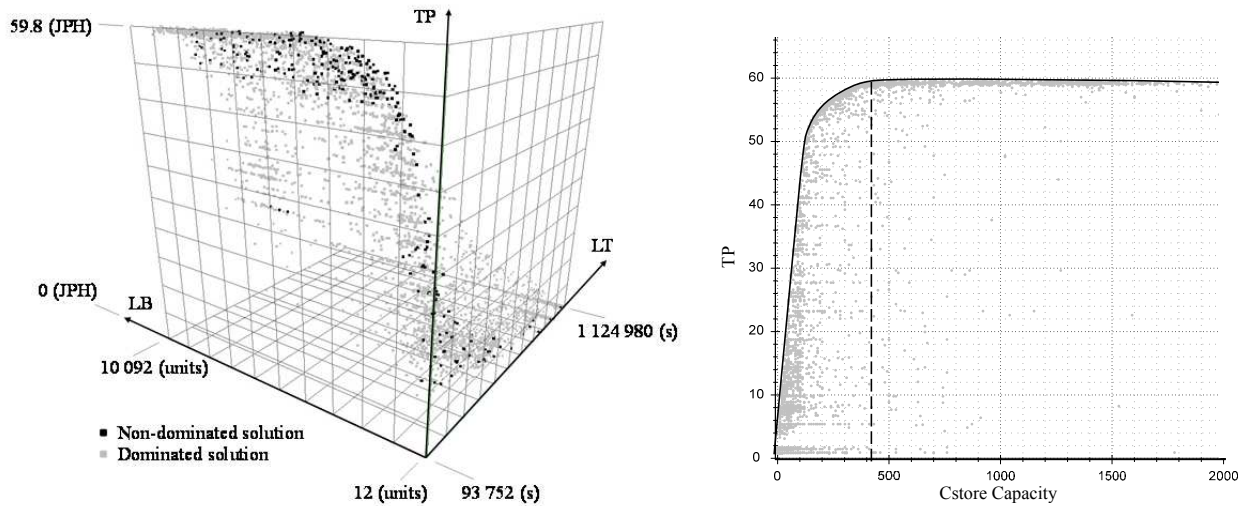 59.8 (JPH)
TP
LT
0 (JPH)
LB
1 124 980 (s)
10 092 (units)
Non-dominated solution
Dominated solution
12 (units)
93 752 (s)
TP
60
50
40
30
20
10
0
0
500
1000
1500
2000
Cstore Capacity